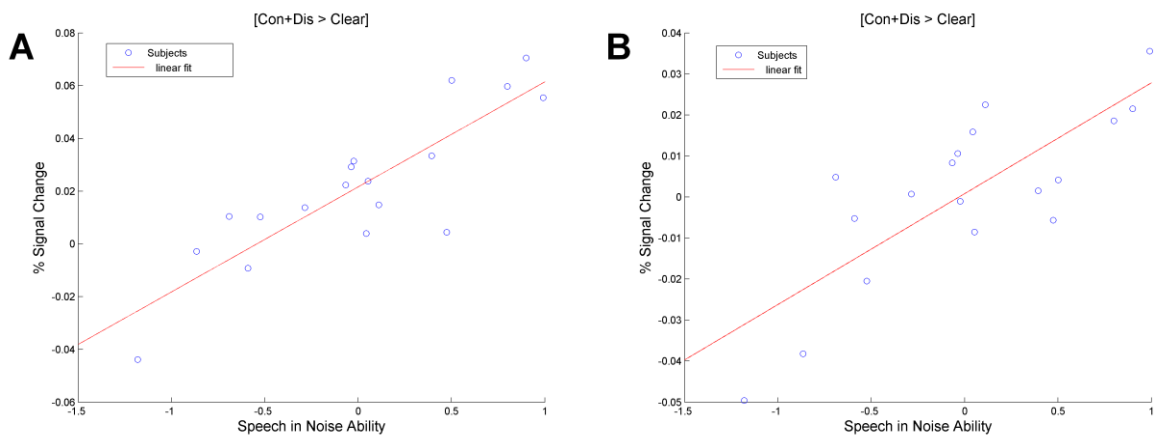 A
[Con+Dis > Clear]
Subjects
linear fit
% Signal Change
0.08
0.06
0.04
0.02
0
-0.02
-0.04
-0.06
-1.5 -1 -0.5 0 0.5 1
Speech in Noise Ability
B
[Con+Dis > Clear]
Subjects
linear fit
% Signal Change
0.04
0.03
0.02
0.01
0
-0.01
-0.02
-0.03
-0.04
-0.05
-1.5 -1 -0.5 0 0.5 1
Speech in Noise Ability